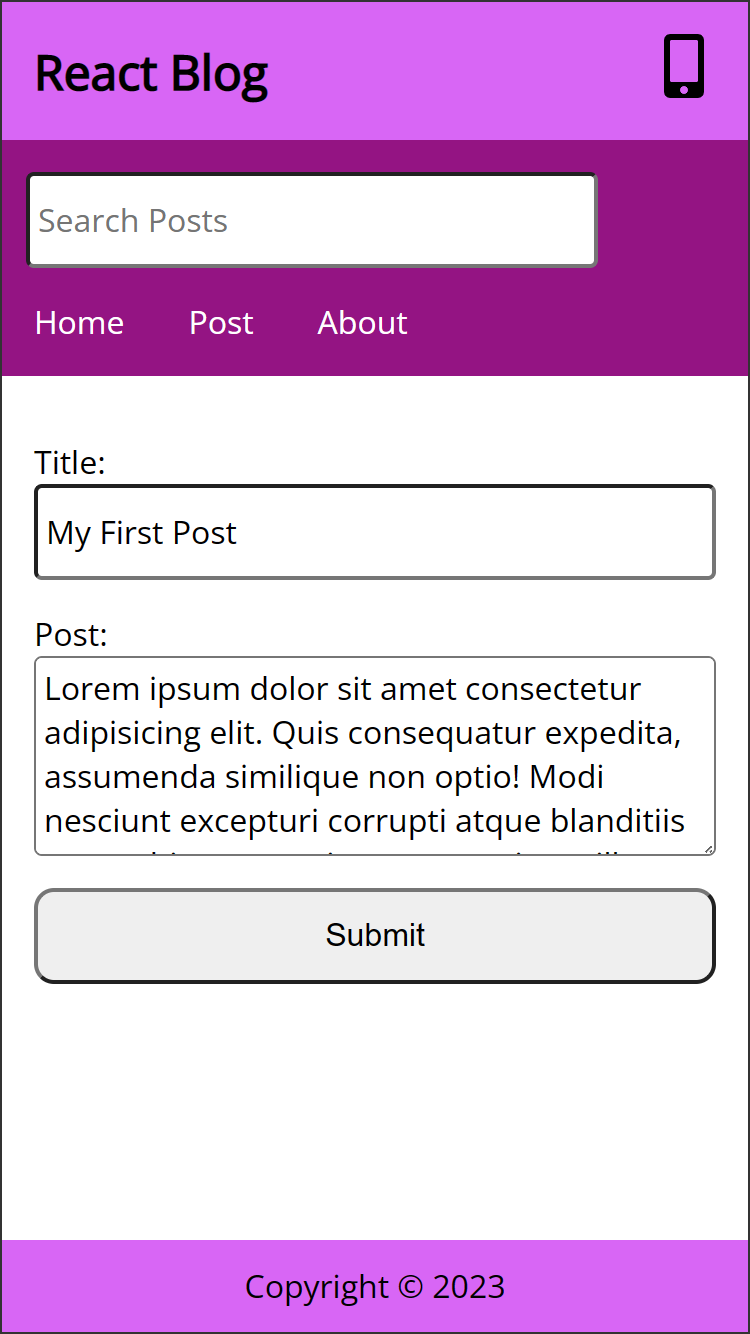 React Blog
Search Posts
Home Post About
Title:
My First Post
Post:
Lorem ipsum dolor sit amet consectetur
adipisicing elit. Quis consequatur expedita,
assumenda similique non optio! Modi
nesciunt excepturi corrupti atque blanditiis
Submit
Copyright © 2023